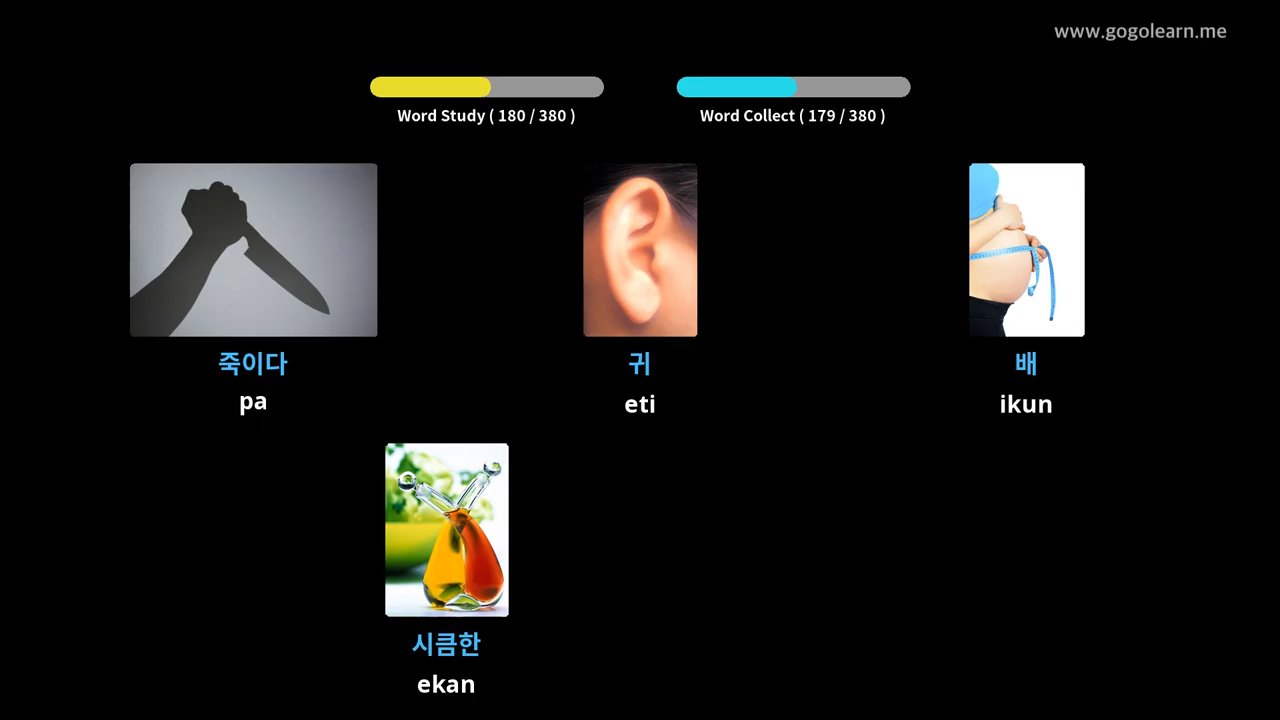 www.gogolearn.me
Word Study ( 180 / 380 )
Word Collect ( 179 / 380 )
죽이다
pa
귀
eti
배
ikun
시큼한
ekan